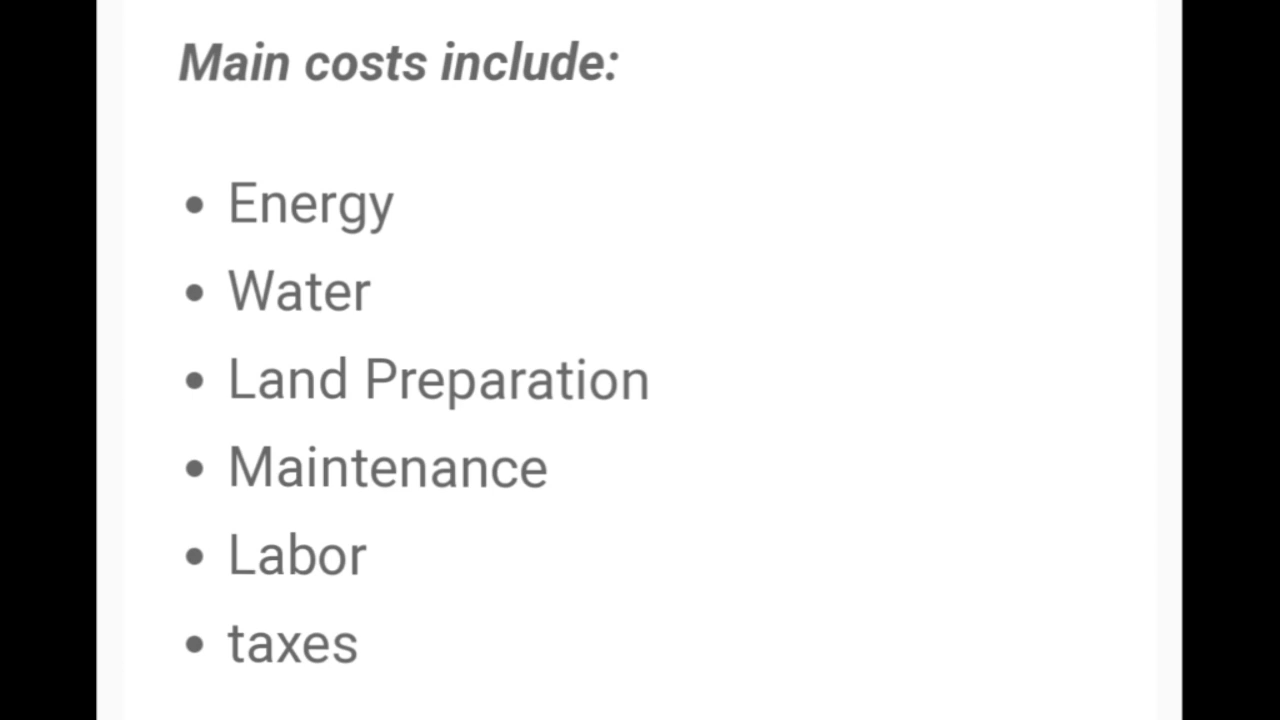 Main costs include:
• Energy
• Water
• Land Preparation
• Maintenance
• Labor
• taxes